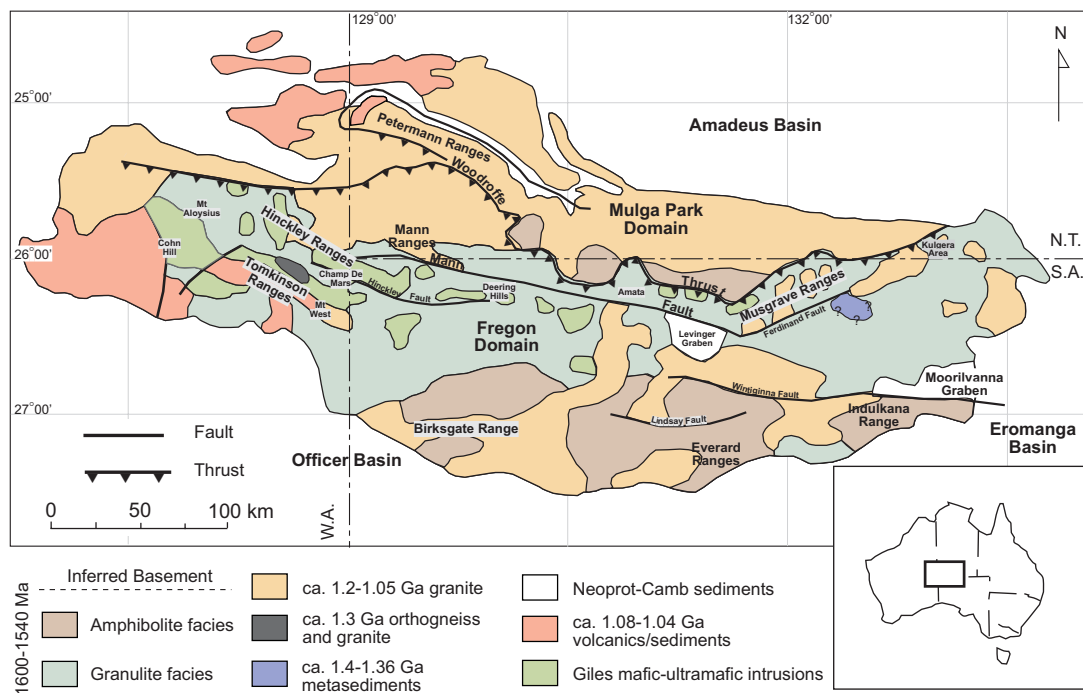 129°00'
132°00'
N
25°00'
Amadeus Basin
Petermann Ranges
Woodroffe
Mulga Park
Domain
Mt
Aloysius
Hinckley Ranges
Cohn
Hill
Mann
Ranges
Mann
Kulgera
Area
N.T.
26°00'
S.A.
Tomkinson
Ranges
Champ De
Mars
Hinckley
Fault
Deering
Hills
Amata
Thrust
Musgrave Ranges
Mt
West
Fault
Ferdinand Fault
?
?
?
Fregon
Domain
Levinger
Graben
Moorilvanna
Graben
Wintiginna Fault
27°00'
Birksgate Range
Lindsay Fault
Indulkana
Range
Eromanga
Basin
Everard
Ranges
Officer Basin
Fault
Thrust
0 50 100 km
W.A.
1600-1540 Ma
Inferred Basement
Amphibolite facies
Granulite facies
ca. 1.2-1.05 Ga granite
ca. 1.3 Ga orthogneiss
and granite
ca. 1.4-1.36 Ga
metasediments
Neoprot-Camb sediments
ca. 1.08-1.04 Ga
volcanics/sediments
Giles mafic-ultramafic intrusions